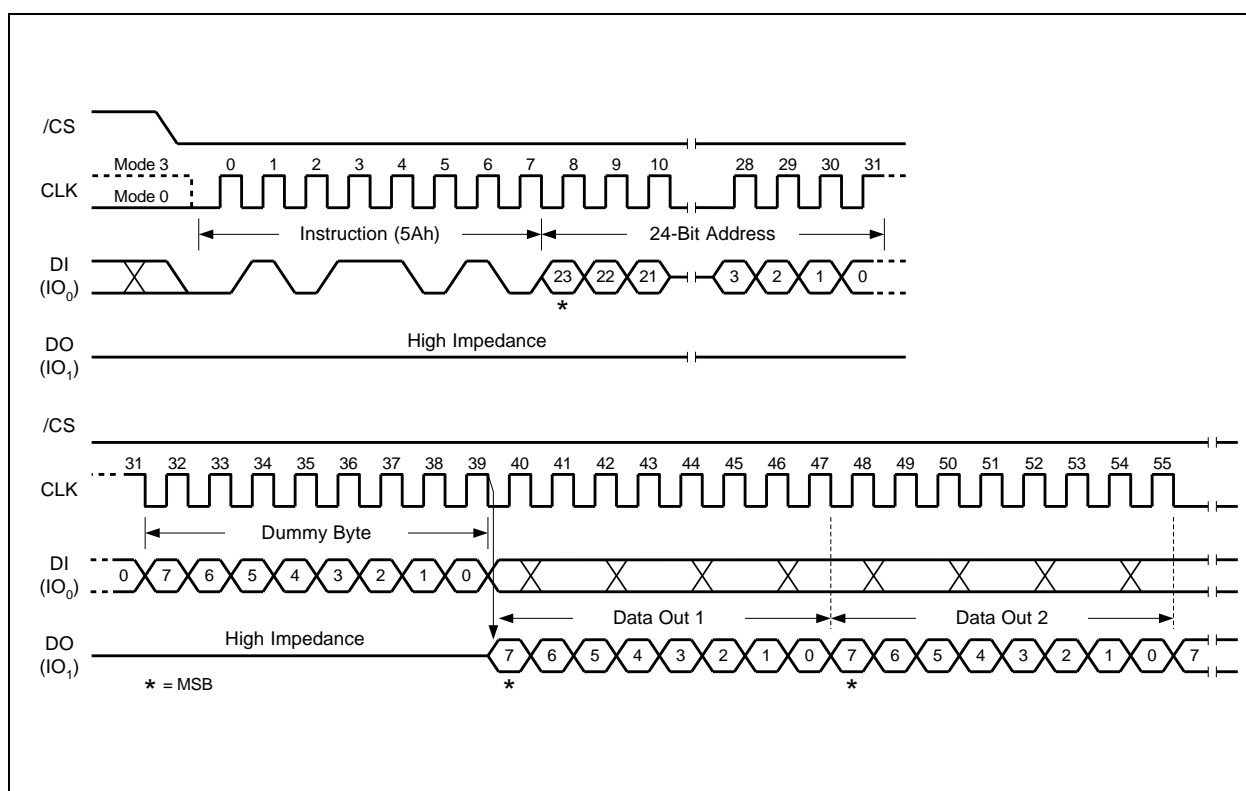 /CS
Mode 3 0 1 2 3 4 5 6 7 8 9 10 28 29 30 31
CLK
Mode 0
Instruction (5Ah) 24-Bit Address
DI
(IO0) 23 22 21 3 2 1 0
*
DO High Impedance
(IO1)
/CS
31 32 33 34 35 36 37 38 39 40 41 42 43 44 45 46 47 48 49 50 51 52 53 54 55
CLK
Dummy Byte
DI
(IO0) 0 7 6 5 4 3 2 1 0
Data Out 1 Data Out 2
DO High Impedance
(IO1) 7 6 5 4 3 2 1 0 7 6 5 4 3 2 1 0 7
* = MSB * *